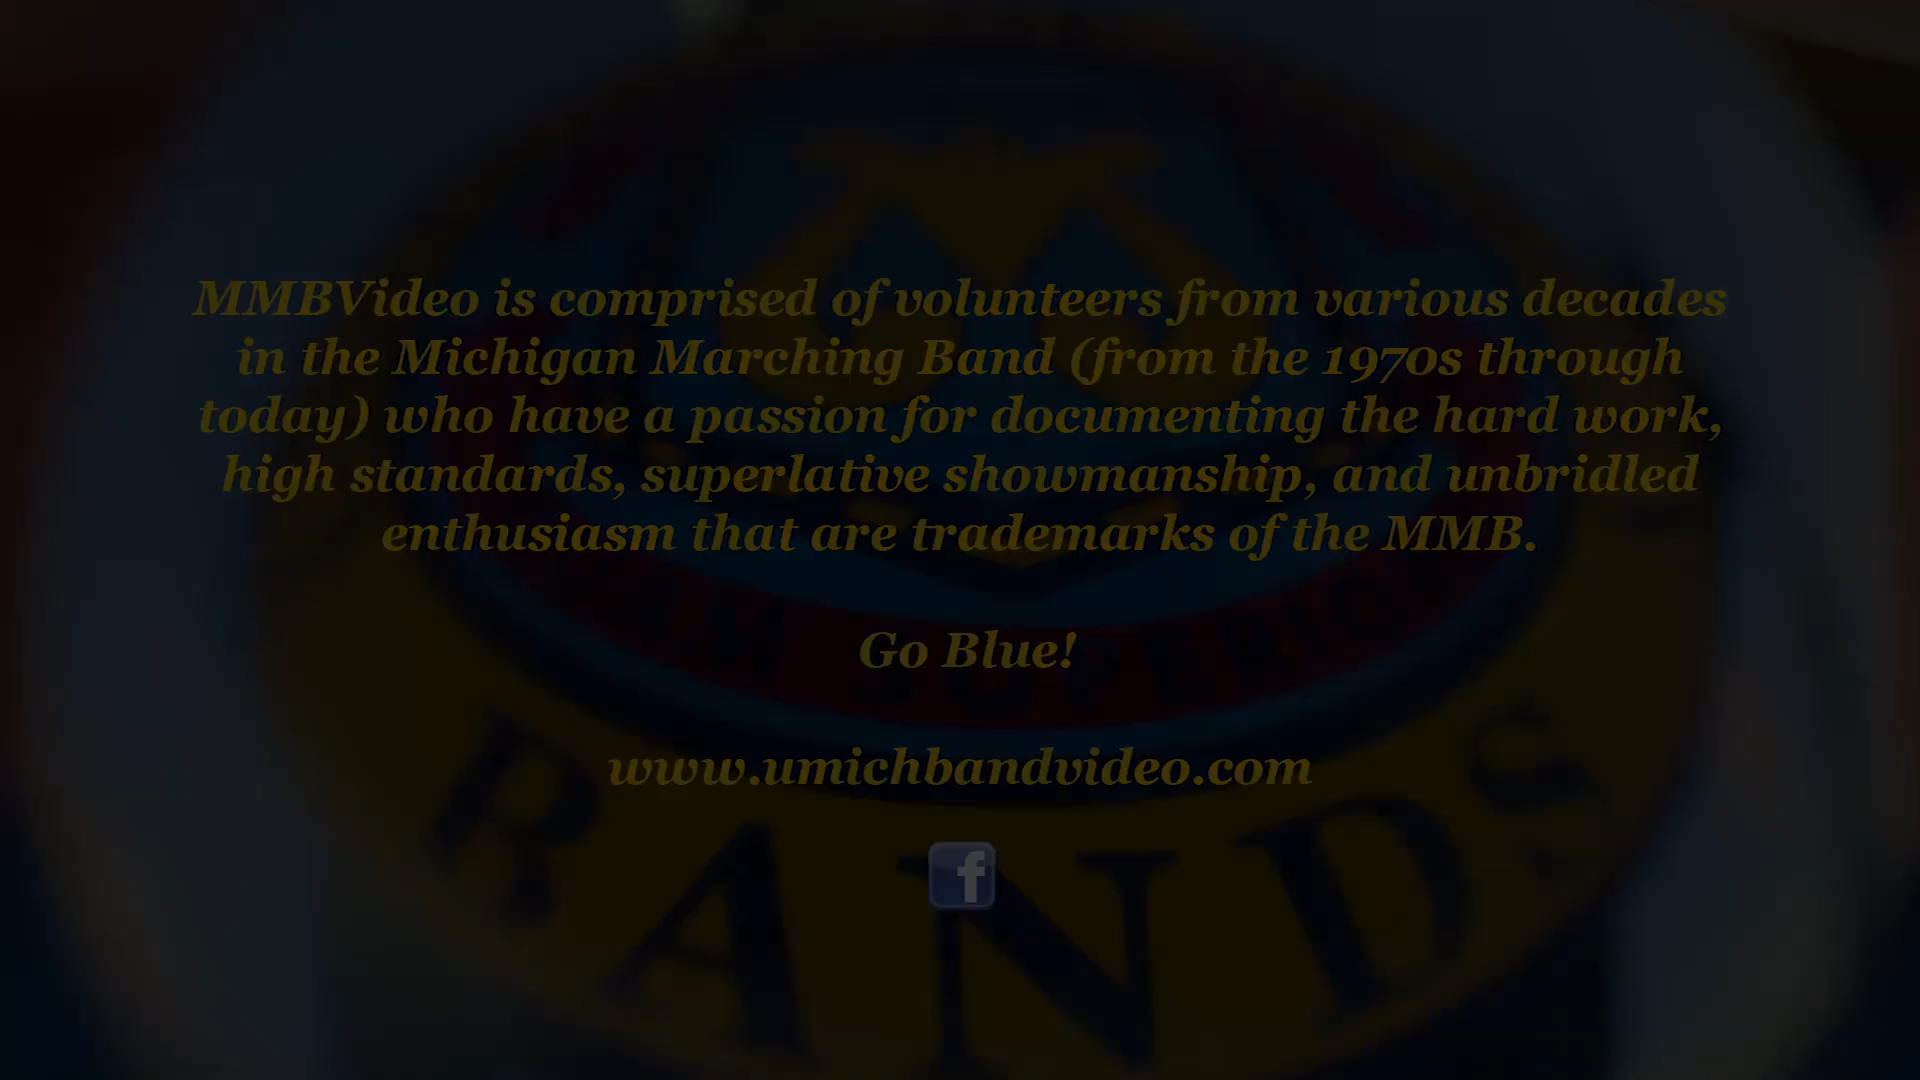 MMBVideo is comprised of volunteers from various decades
in the Michigan Marching Band (from the 1970s through
today) who have a passion for documenting the hard work,
high standards, superlative showmanship, and unbridled
enthusiasm that are trademarks of the MMB.
Go Blue!
www.umichbandvideo.com
f
BANDS